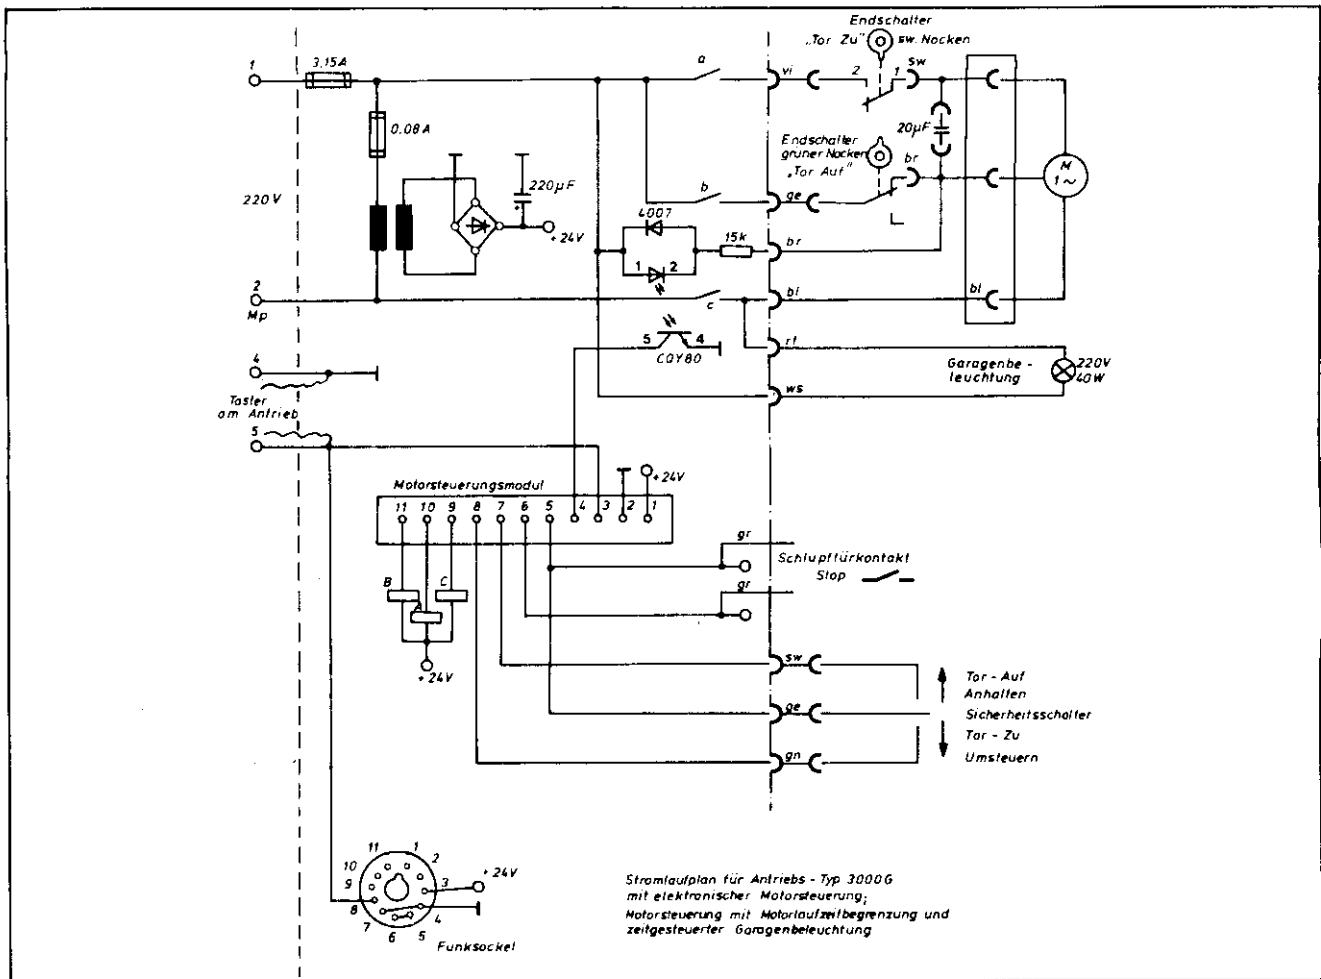 Endschalter
„Tor Zu" sw. Nocken
1
3,15A
a
vi
2
1
sw
0,08A
20µF
Endschalter
grüner Nocken
„Tor Auf"
br
M
1~
220V
220µF
+24V
b
ge
4007
15k
br
1
2
2
Mp
c
bl
bl
5
4
CQY80
rt
Garagenbe-
leuchtung
220V
40W
4
ws
Taster
am Antrieb
5
Motorsteuerungsmodul
+24V
11 10 9 8 7 6 5 4 3 2 1
gr
Schlupftürkontakt
Stop
gr
B
A
C
+24V
sw
Tor - Auf
Anhalten
ge
Sicherheitsschalter
Tor - Zu
gn
Umsteuern
11
1
10
2
9
3
+24V
8
4
7
6
5
Funksockel
Stromlaufplan für Antriebs - Typ 3000G
mit elektronischer Motorsteuerung;
Motorsteuerung mit Motorlaufzeitbegrenzung und
zeitgesteuerter Garagenbeleuchtung